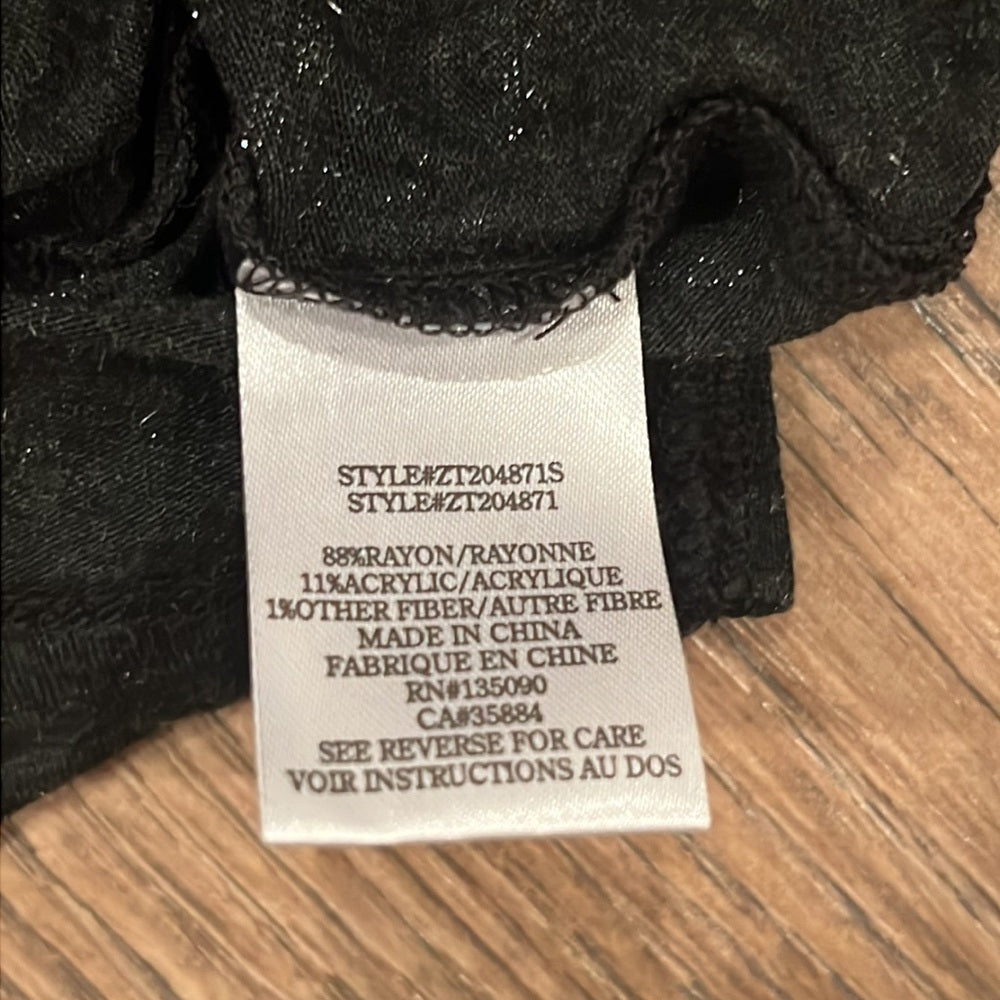 STYLE#ZT204871S
STYLE#ZT204871
88%RAYON/RAYONNE
11%ACRYLIC/ACRYLIQUE
1%OTHER FIBER/AUTRE FIBRE
MADE IN CHINA
FABRIQUE EN CHINE
RN#135090
CA#35884
SEE REVERSE FOR CARE
VOIR INSTRUCTIONS AU DOS